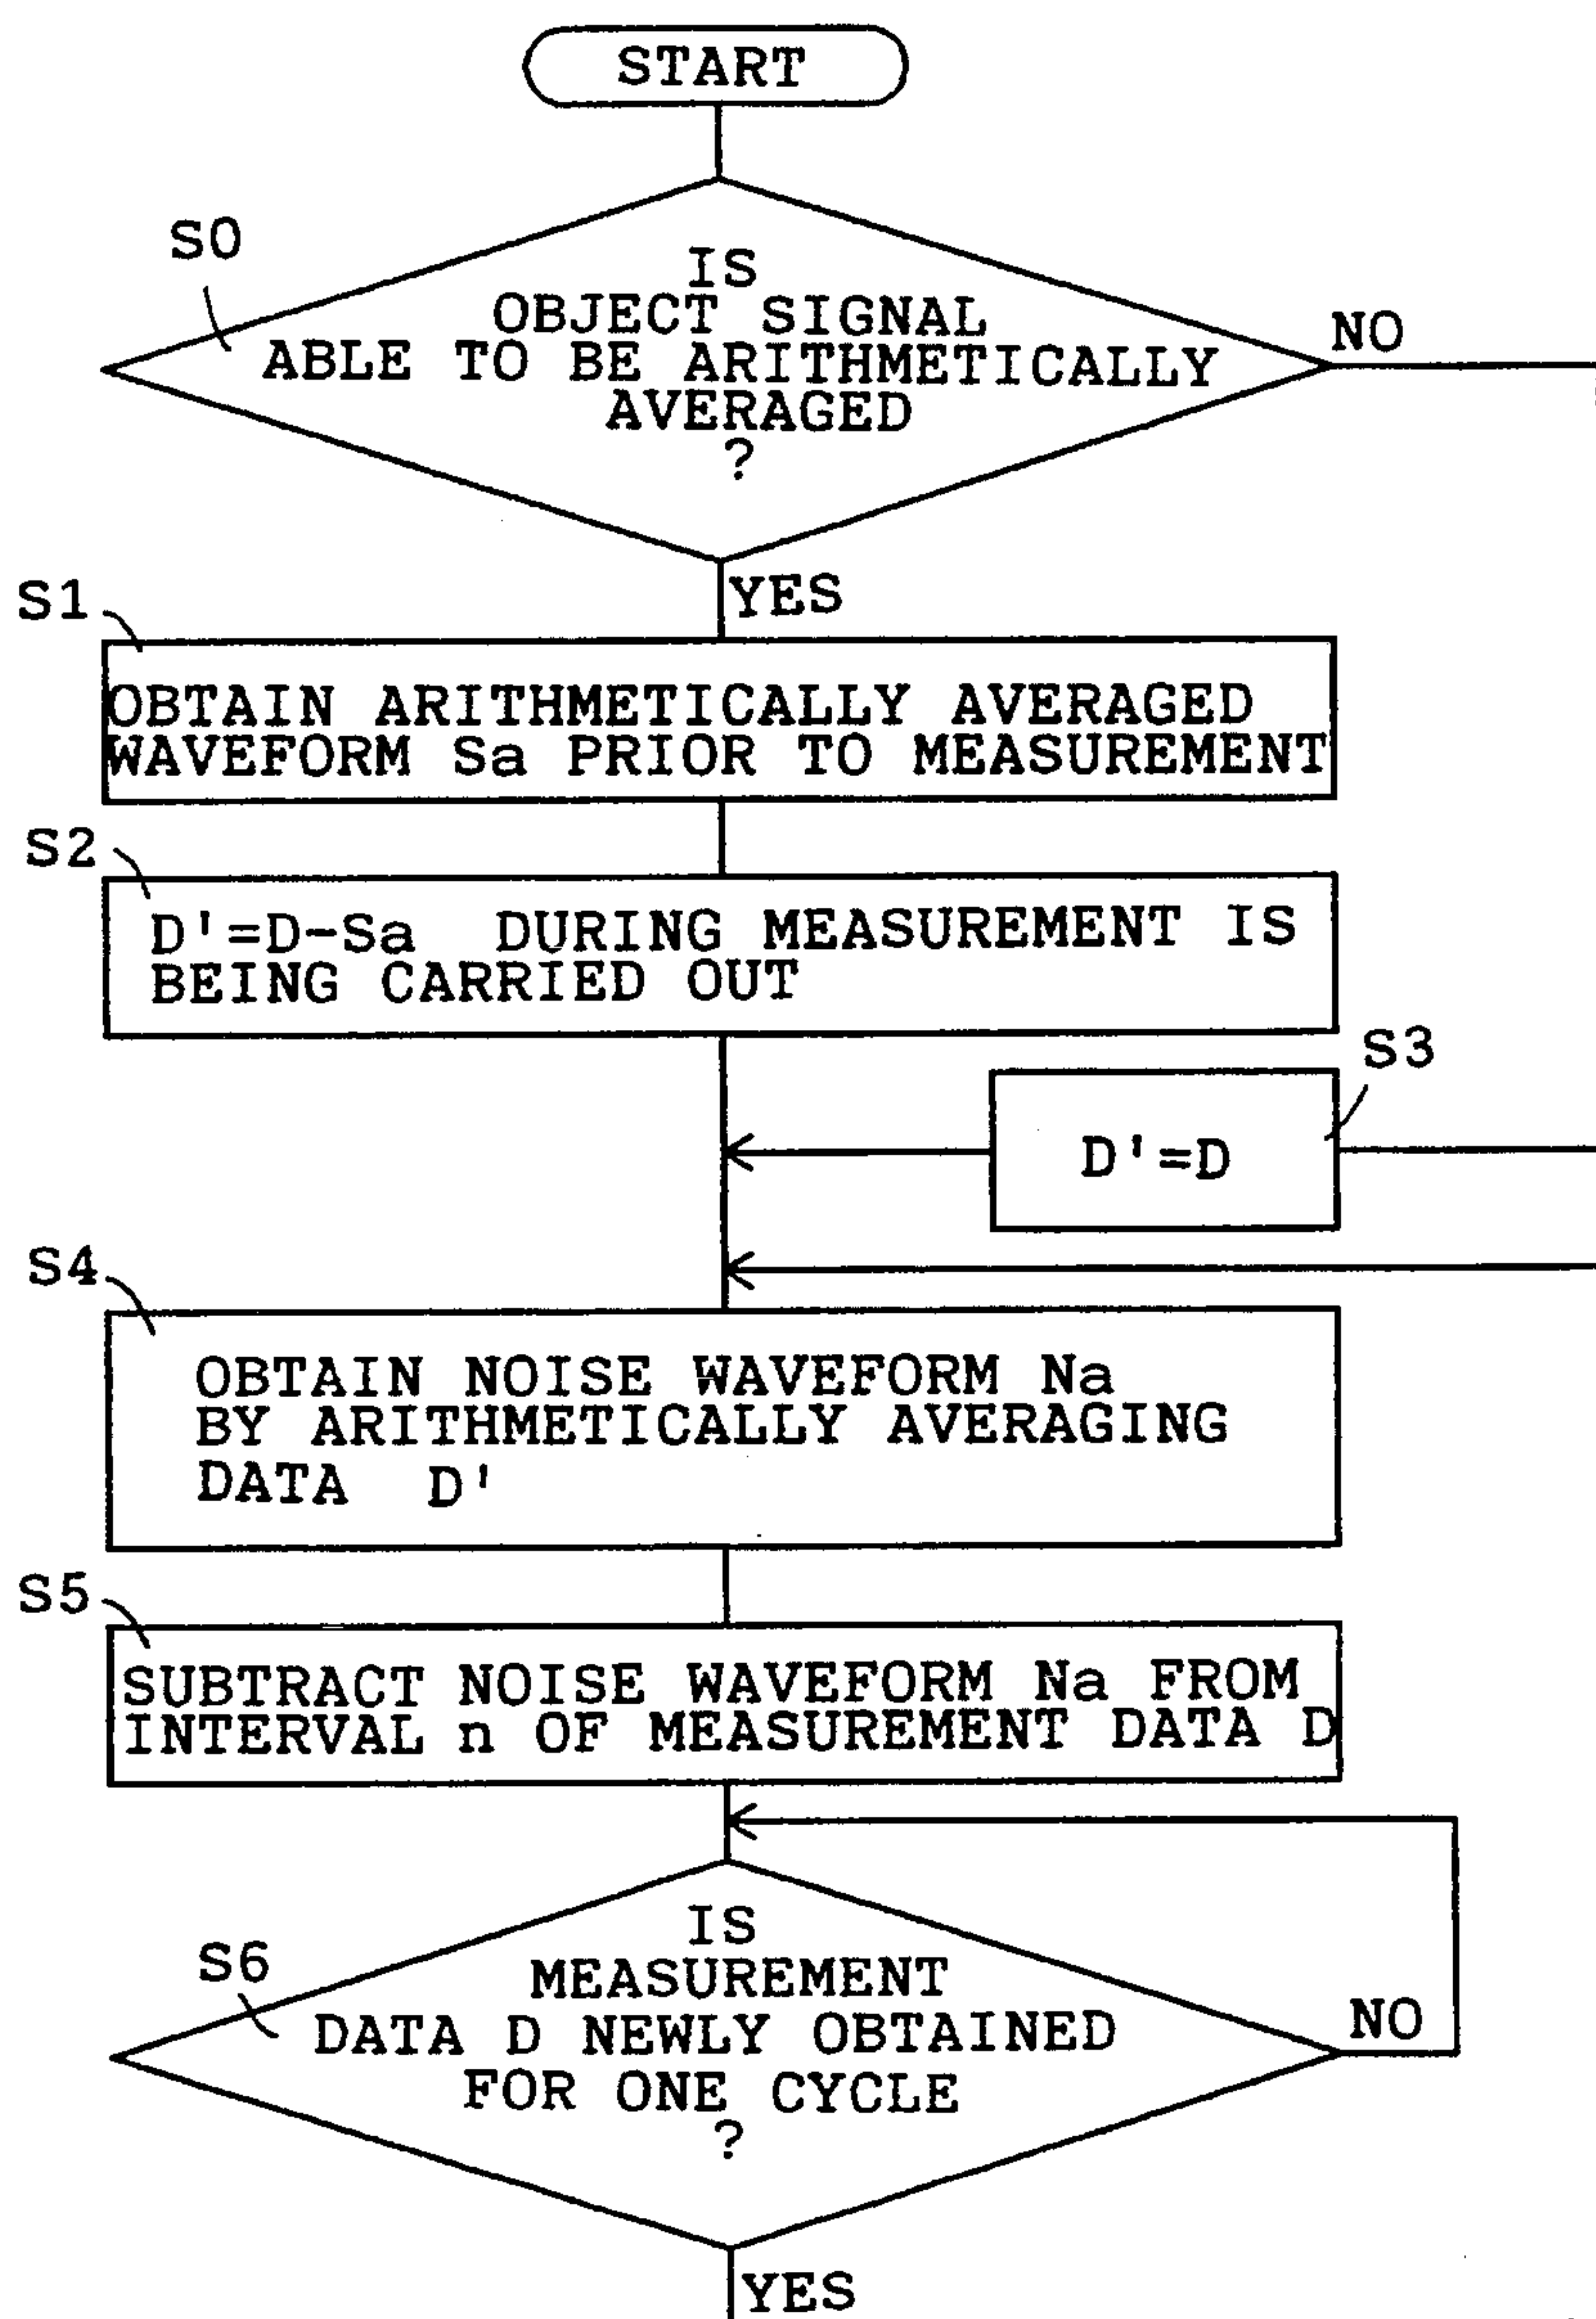 START
S0
IS
OBJECT SIGNAL
ABLE TO BE ARITHMETICALLY
AVERAGED
?
NO
YES
S1
OBTAIN ARITHMETICALLY AVERAGED
WAVEFORM Sa PRIOR TO MEASUREMENT
S2
D'=D-Sa DURING MEASUREMENT IS
BEING CARRIED OUT
S3
D'=D
S4
OBTAIN NOISE WAVEFORM Na
BY ARITHMETICALLY AVERAGING
DATA D'
S5
SUBTRACT NOISE WAVEFORM Na FROM
INTERVAL n OF MEASUREMENT DATA D
S6
IS
MEASUREMENT
DATA D NEWLY OBTAINED
FOR ONE CYCLE
?
NO
YES